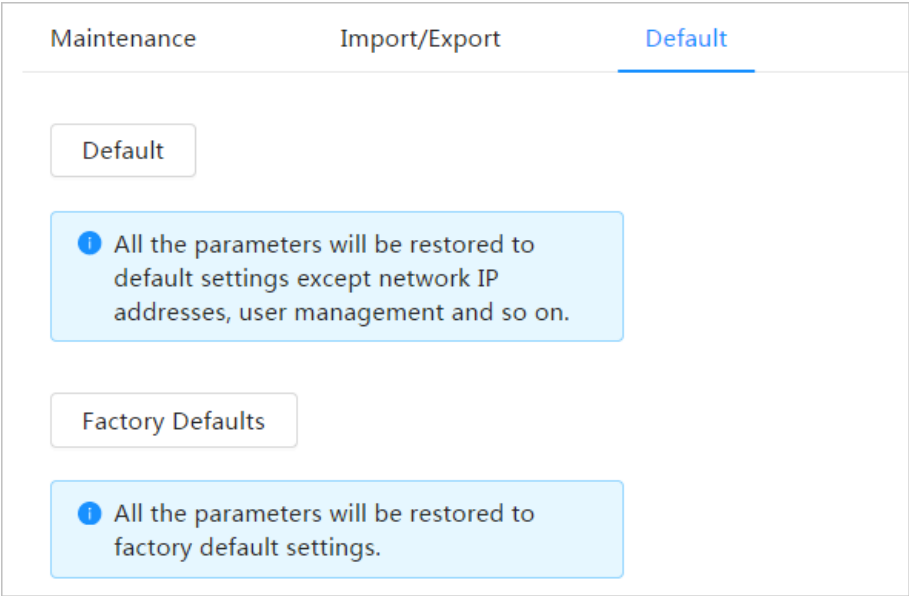 Maintenance Import/Export Default
Default
All the parameters will be restored to
default settings except network IP
addresses, user management and so on.
Factory Defaults
All the parameters will be restored to
factory default settings.